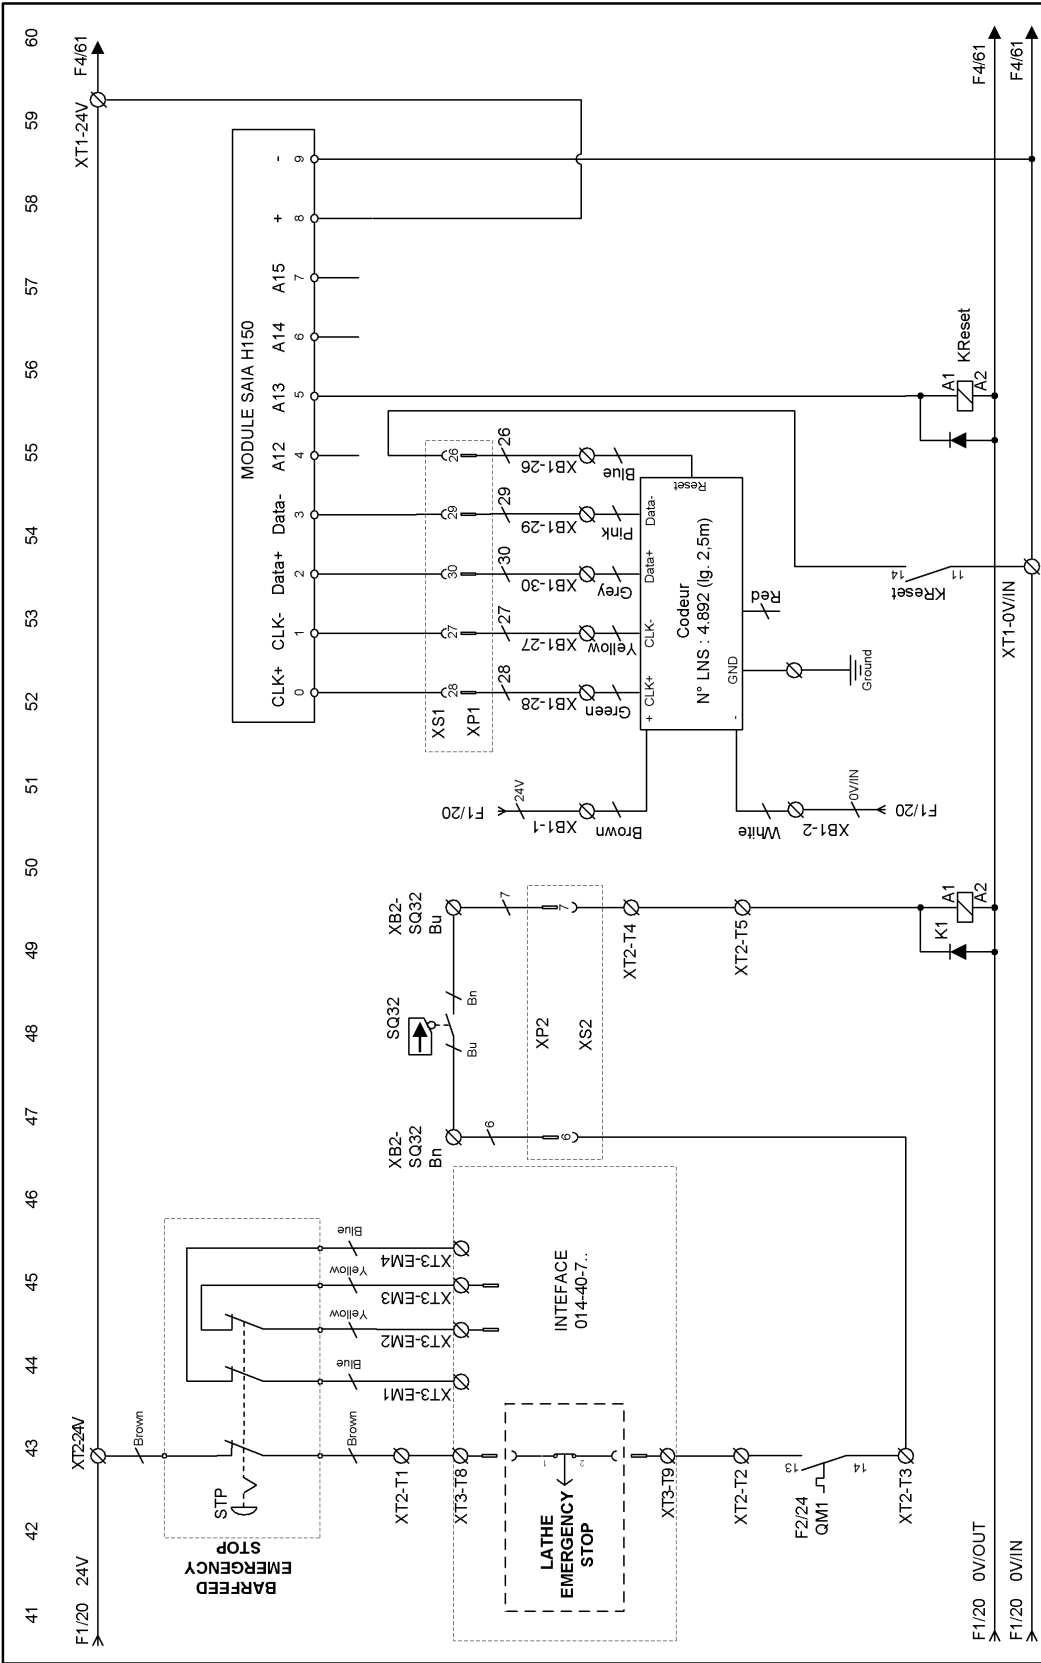 41 42 43 44 45 46 47 48 49 50 51 52 53 54 55 56 57 58 59 60
F1/20 24V
XT2-24V
XT1-24V
F4/61
BARFEED
EMERGENCY
STOP
STP
Brown
Brown
Blue
Yellow
Yellow
Blue
XT2-T1
XT3-T8
XT3-EM1
XT3-EM2
XT3-EM3
XT3-EM4
INTEFACE
014-40-7..
LATHE
EMERGENCY
STOP
1
2
XT3-T9
XT2-T2
F2/24
QM1
13
14
XT2-T3
XB2-
SQ32
Bn
6
6
SQ32
Bu
Bn
XB2-
SQ32
Bu
7
7
XP2
XS2
XT2-T4
XT2-T5
K1
A1
A2
MODULE SAIA H150
CLK+ CLK- Data+ Data- A12 A13 A14 A15 + -
0 1 2 3 4 5 6 7 8 9
XS1
XP1
28 27 30 29 26
28 27 30 29 26
XB1-28 XB1-27 XB1-30 XB1-29 XB1-26
Green Yellow Grey Pink Blue
+ CLK+ CLK- Data+ Data- Reset
Codeur
N° LNS : 4.892 (lg. 2,5m)
- GND
Red
Ground
F1/20
24V
XB1-1
Brown
White
XB1-2
0V/IN
F1/20
KReset
14
11
KReset
A1
A2
XT1-0V/IN
F1/20 0V/OUT
F4/61
F1/20 0V/IN
F4/61